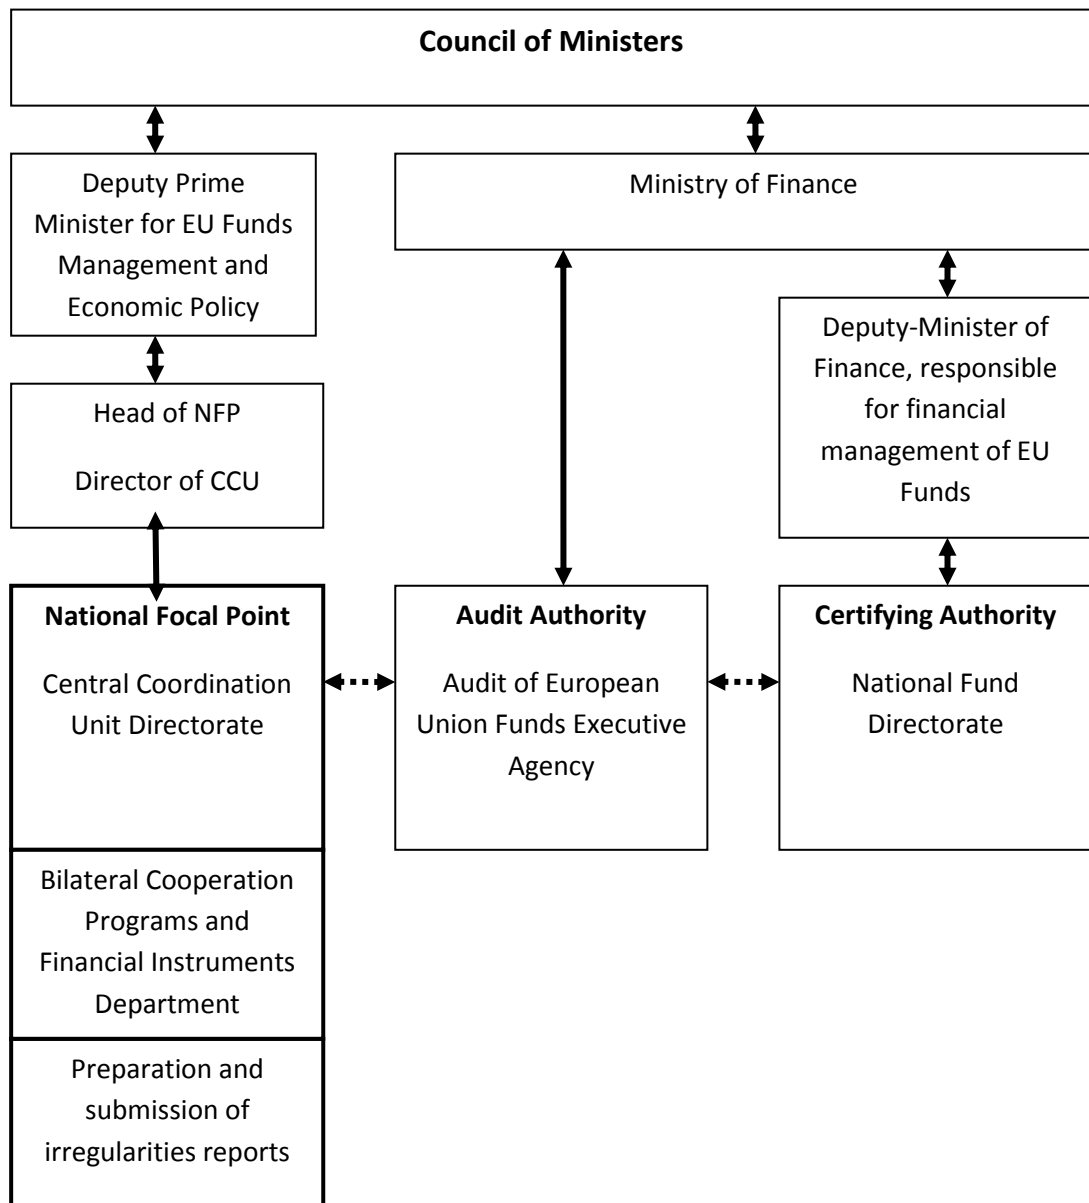 Council of Ministers
Deputy Prime
Minister for EU Funds
Management and
Economic Policy
Ministry of Finance
Deputy-Minister of
Finance, responsible
for financial
management of EU
Funds
Head of NFP
Director of CCU
National Focal Point
Central Coordination
Unit Directorate
Audit Authority
Audit of European
Union Funds Executive
Agency
Certifying Authority
National Fund
Directorate
Bilateral Cooperation
Programs and
Financial Instruments
Department
Preparation and
submission of
irregularities reports